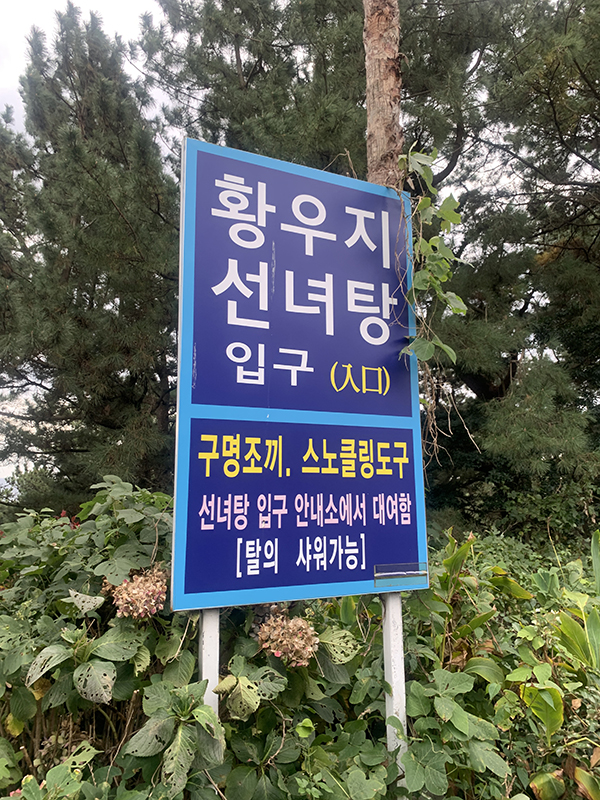 황우지
선녀탕
입구 (入口)
구명조끼. 스노클링도구
선녀탕 입구 안내소에서 대여함
[탈의 샤워가능]